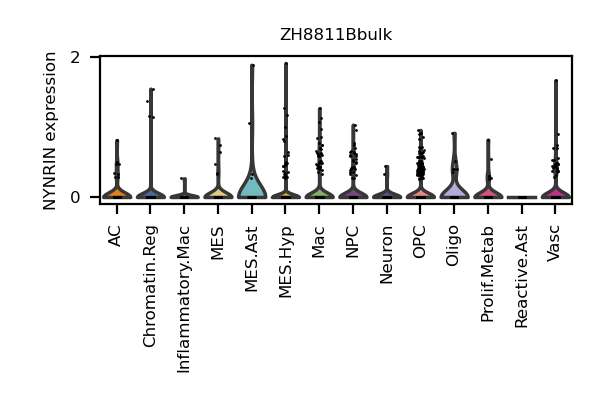 ZH8811Bbulk
NYNRIN expression
2
0
AC
Chromatin.Reg
Inflammatory.Mac
MES
MES.Ast
MES.Hyp
Mac
NPC
Neuron
OPC
Oligo
Prolif.Metab
Reactive.Ast
Vasc